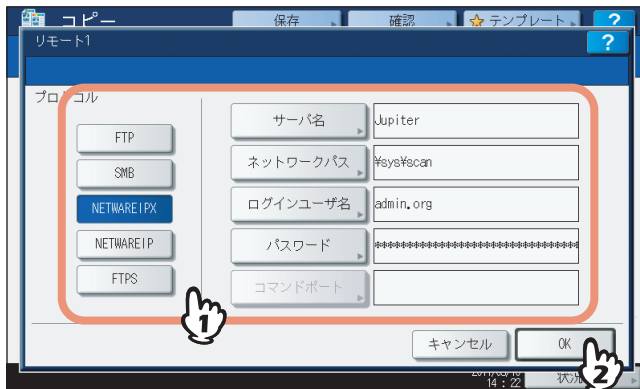 コピー 保存 確認 テンプレート ?
リモート1 ?
プロトコル
FTP
SMB
NETWAREIPX
NETWAREIP
FTPS
サーバ名 Jupiter
ネットワークパス ¥sys¥scan
ログインユーザ名 admin.org
パスワード ****************************************
コマンドポート
1
キャンセル OK
2
14:22 状況